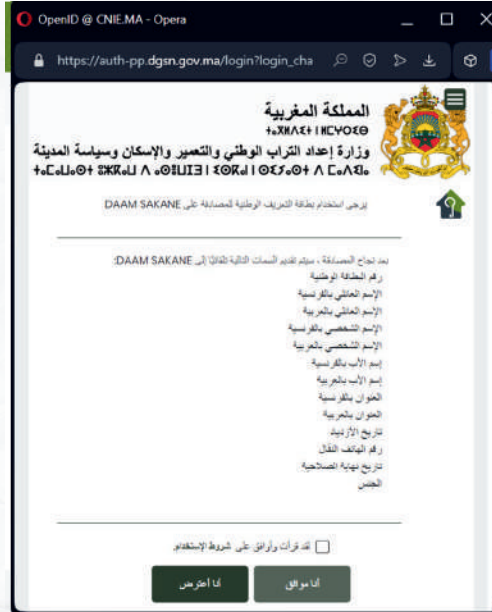 OpenID @ CNIE.MA - Opera
https://auth-pp.dgsn.gov.ma/login?login_cha
المملكة المغربية
ⵜⴰⴳⵍⴷⵉⵜ ⵏ ⵍⵎⵖⵔⵉⴱ
وزارة إعداد التراب الوطني والتعمير والإسكان وسياسة المدينة
يرجى استخدام بطاقة التعريف الوطنية للمصادقة على DAAM SAKANE
بعد نجاح المصادقة ، سيتم تقديم السمات التالية تلقائيًا إلى DAAM SAKANE:
رقم البطاقة الوطنية
الإسم العائلي بالفرنسية
الإسم العائلي بالعربية
الإسم الشخصي بالفرنسية
الإسم الشخصي بالعربية
إسم الأب بالفرنسية
إسم الأب بالعربية
العنوان بالفرنسية
العنوان بالعربية
تاريخ الأزدياد
رقم الهاتف النقال
تاريخ نهاية الصلاحية
الجنس
لقد قرأت وأوافق على شروط الإستخدام.
أنا موافق
أنا أعترض